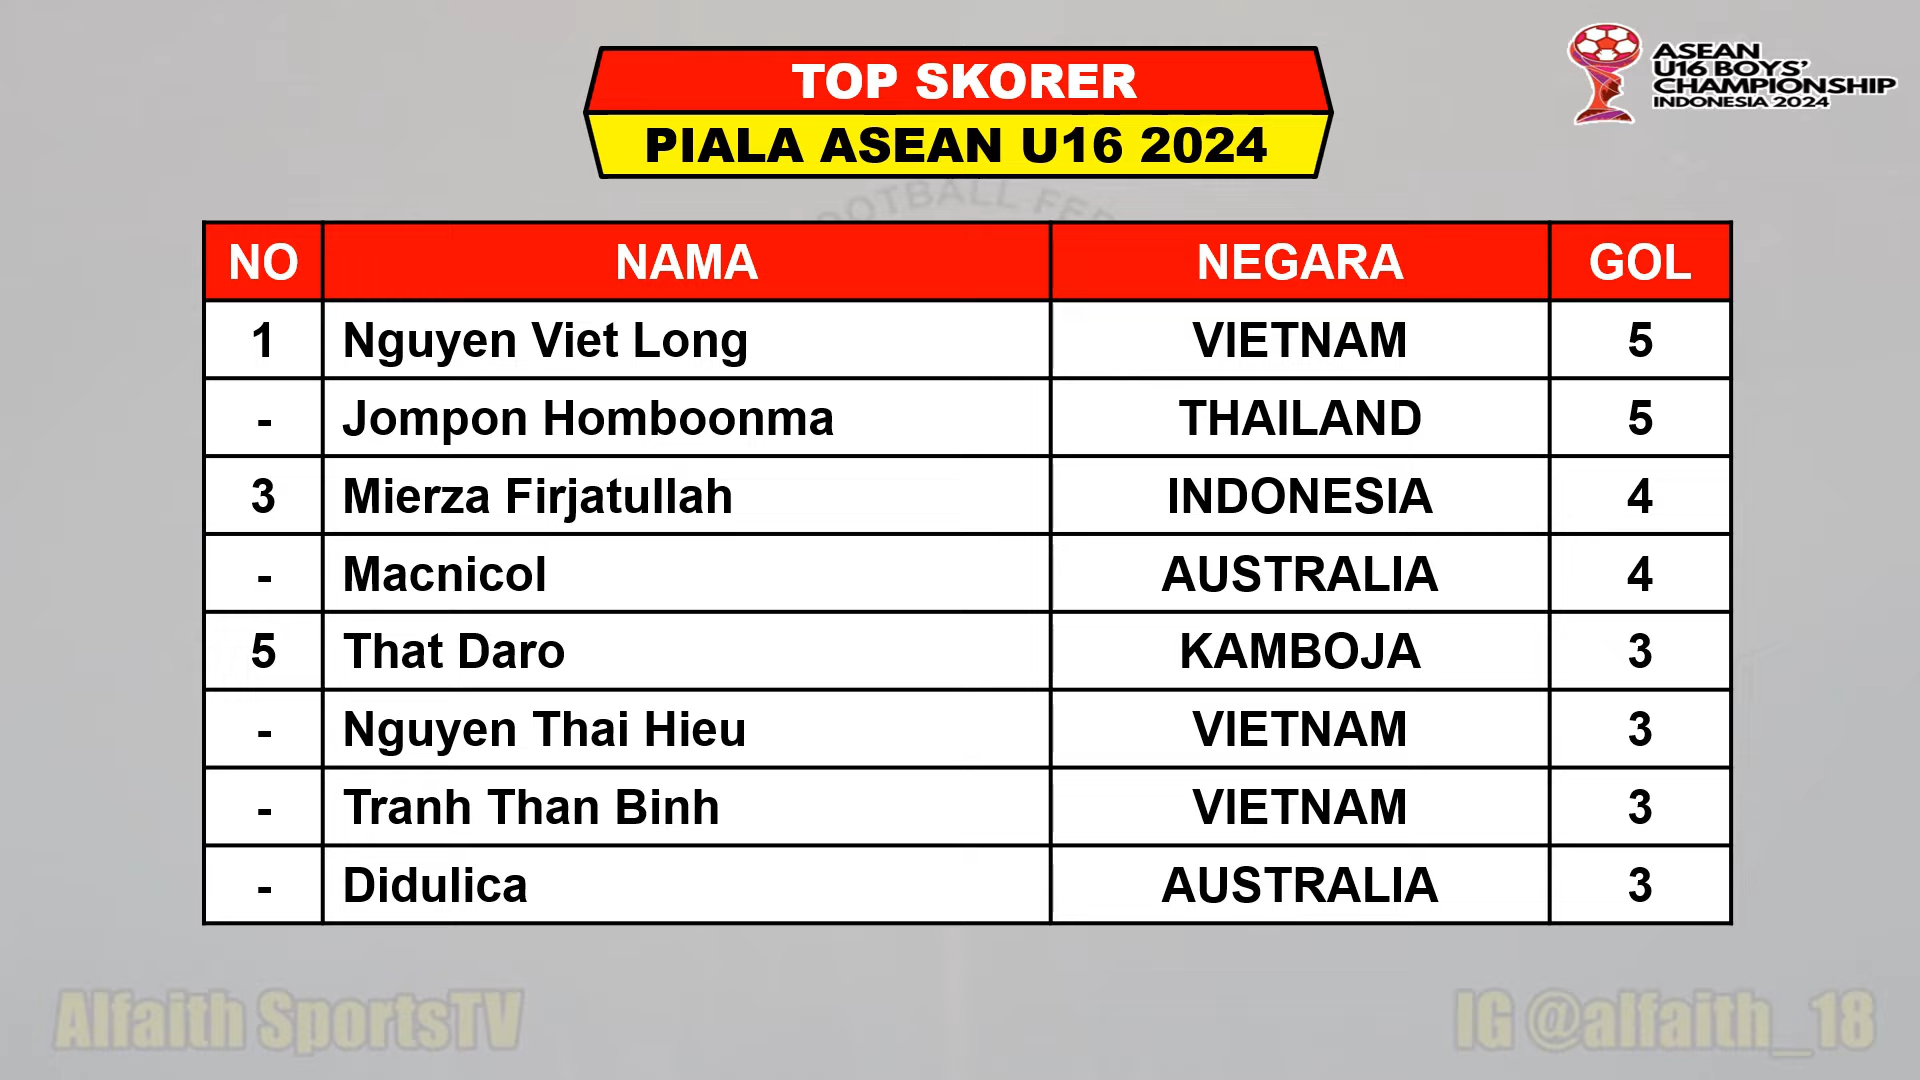 TOP SKORER
PIALA ASEAN U16 2024
ASEAN
U16 BOYS'
CHAMPIONSHIP
INDONESIA 2024
OOTBALL FE
NO NAMA NEGARA GOL
1 Nguyen Viet Long VIETNAM 5
- Jompon Homboonma THAILAND 5
3 Mierza Firjatullah INDONESIA 4
- Macnicol AUSTRALIA 4
5 That Daro KAMBOJA 3
- Nguyen Thai Hieu VIETNAM 3
- Tranh Than Binh VIETNAM 3
- Didulica AUSTRALIA 3
Alfaith SportsTV
IG @alfaith_18